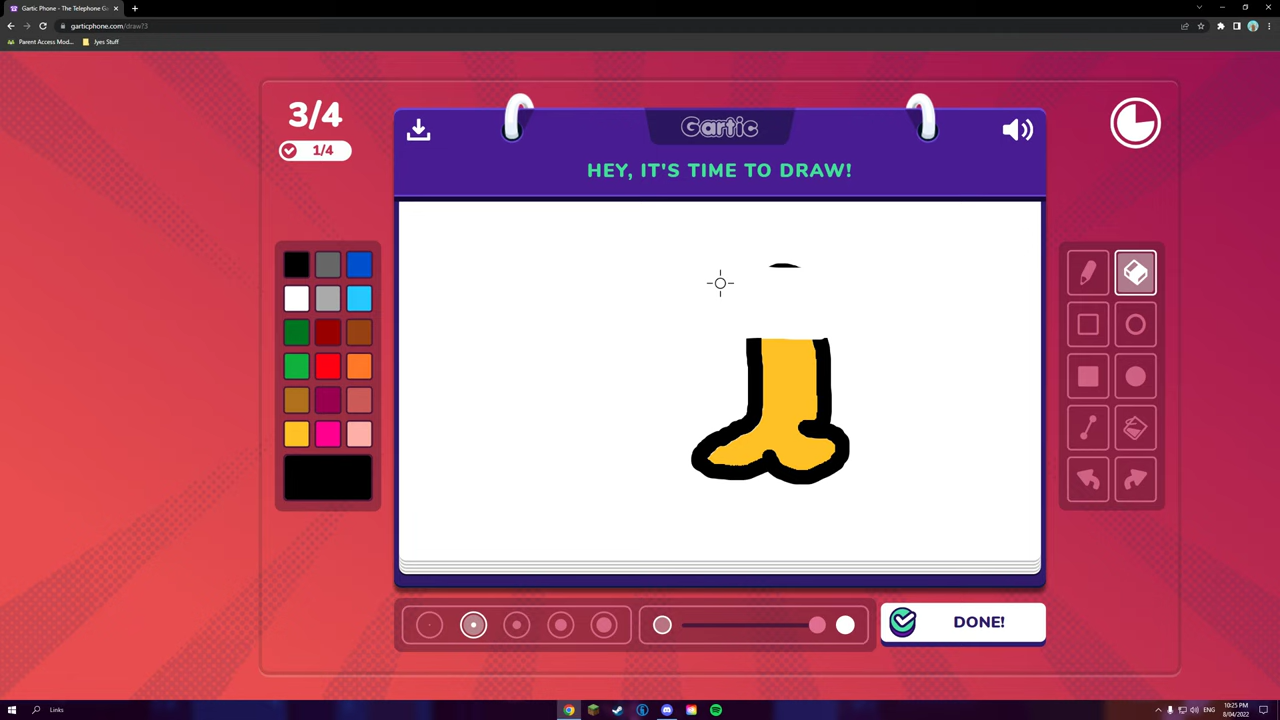 Gartic Phone - The Telephone G
garticphone.com/draw?3
Parent Access Mod...
Jyes Stuff
3/4
1/4
Gartic
HEY, IT'S TIME TO DRAW!
DONE!
Links
ENG
10:25 PM
8/04/2022